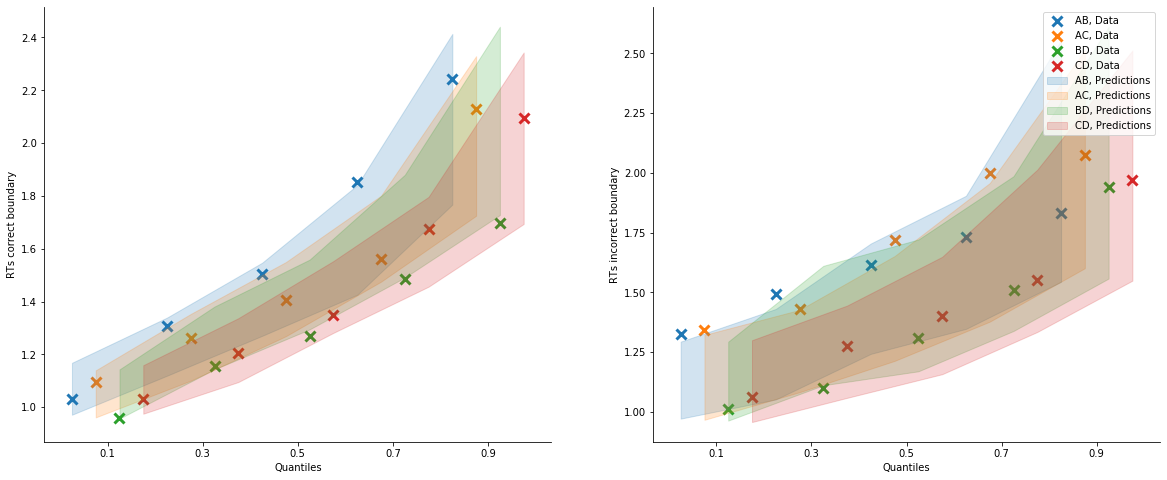 RTs correct boundary
2.4
2.2
2.0
1.8
1.6
1.4
1.2
1.0
0.1
0.3
0.5
0.7
0.9
Quantiles
RTs incorrect boundary
2.50
2.25
2.00
1.75
1.50
1.25
1.00
0.1
0.3
0.5
0.7
0.9
Quantiles
AB, Data
AC, Data
BD, Data
CD, Data
AB, Predictions
AC, Predictions
BD, Predictions
CD, Predictions